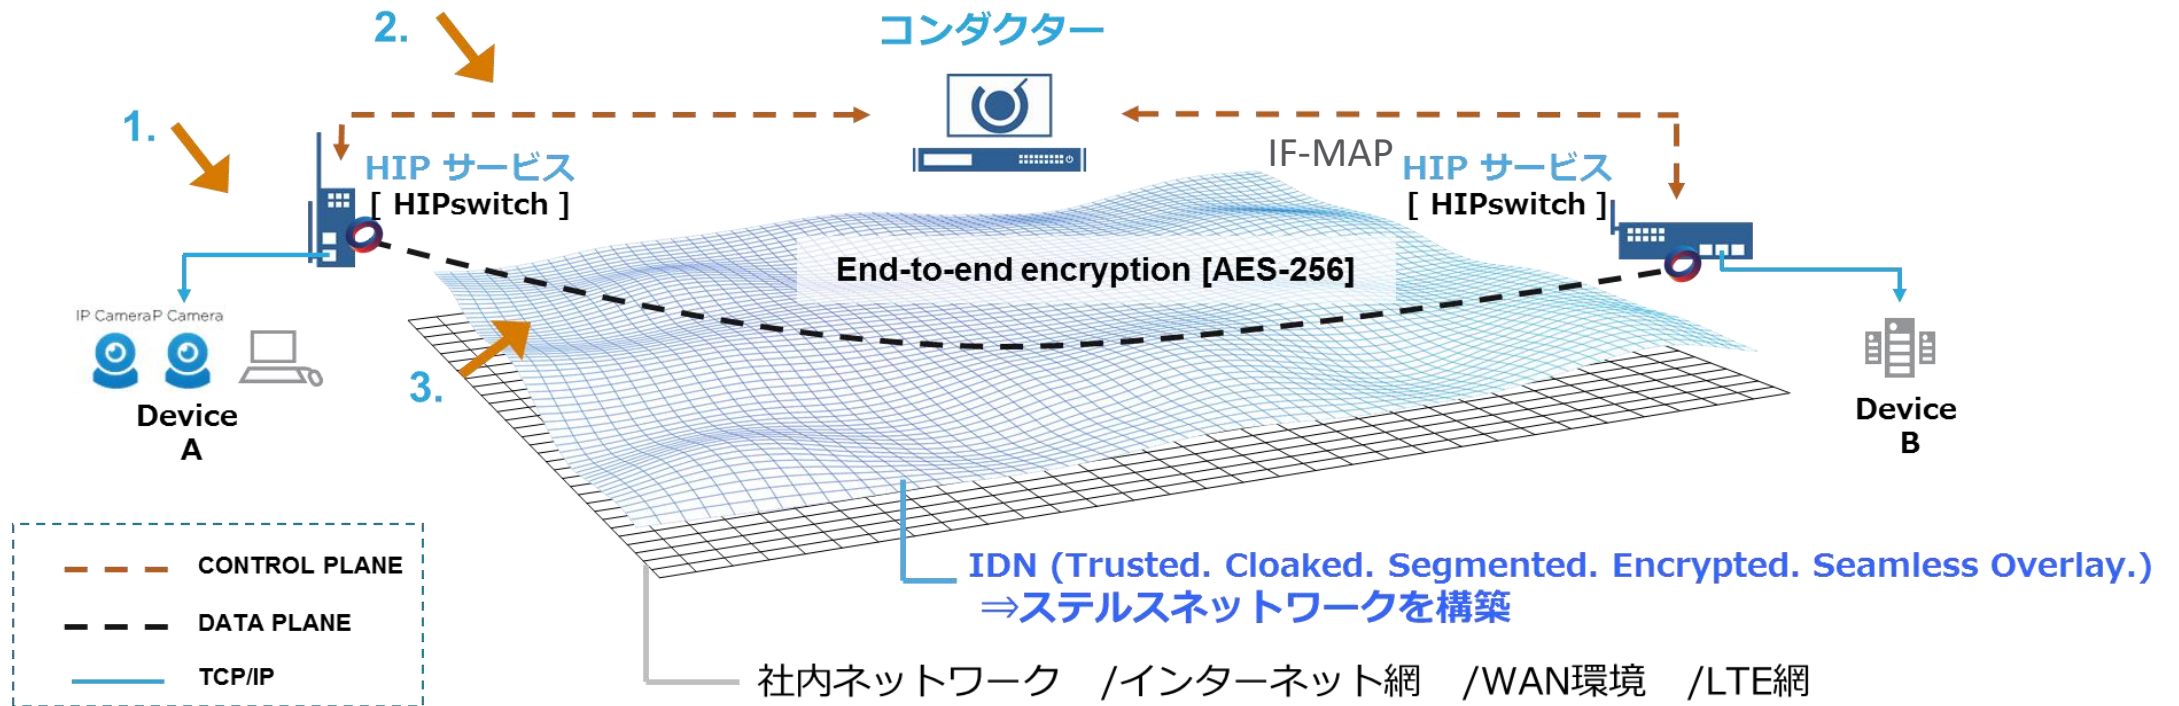 2.
コンダクター
1.
HIP サービス
[ HIPswitch ]
IF-MAP
HIP サービス
[ HIPswitch ]
End-to-end encryption [AES-256]
IP CameraP Camera
3.
Device
A
Device
B
CONTROL PLANE
DATA PLANE
TCP/IP
IDN (Trusted. Cloaked. Segmented. Encrypted. Seamless Overlay.)
⇒ステルスネットワークを構築
社内ネットワーク /インターネット網 /WAN環境 /LTE網